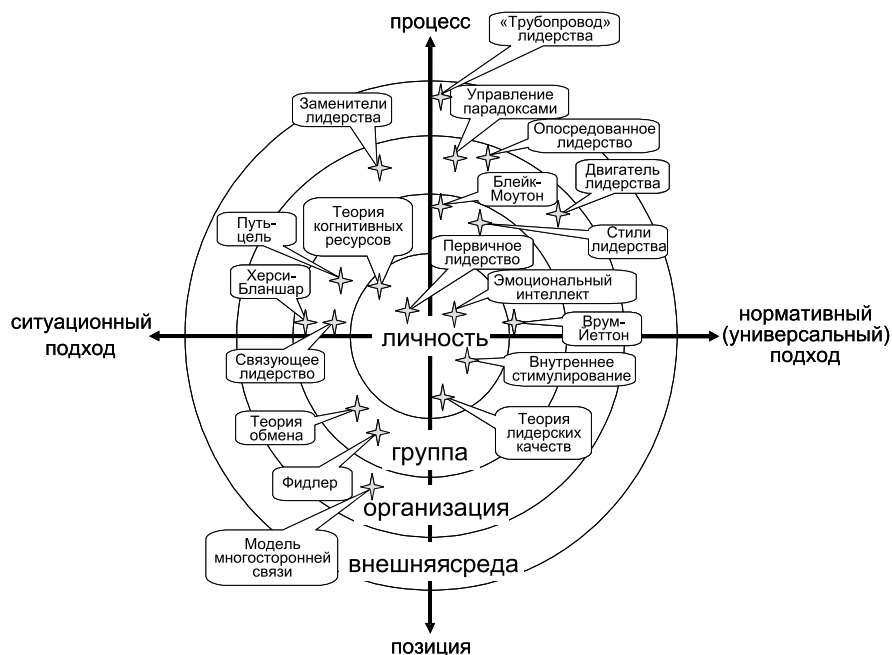 процесс
«Трубопровод»
лидерства
Заменители
лидерства
Управление
парадоксами
Опосредованное
лидерство
Двигатель
лидерства
Блейк-
Моутон
Стили
лидерства
Путь-
цель
Теория
когнитивных
ресурсов
Первичное
лидерство
Херси-
Бланшар
Эмоциональный
интеллект
ситуационный
подход
личность
Врум-
Йеттон
нормативный
(универсальный)
подход
Связующее
лидерство
Внутреннее
стимулирование
Теория
обмена
Теория
лидерских
качеств
группа
Фидлер
организация
Модель
многосторонней
связи
внешняясреда
позиция